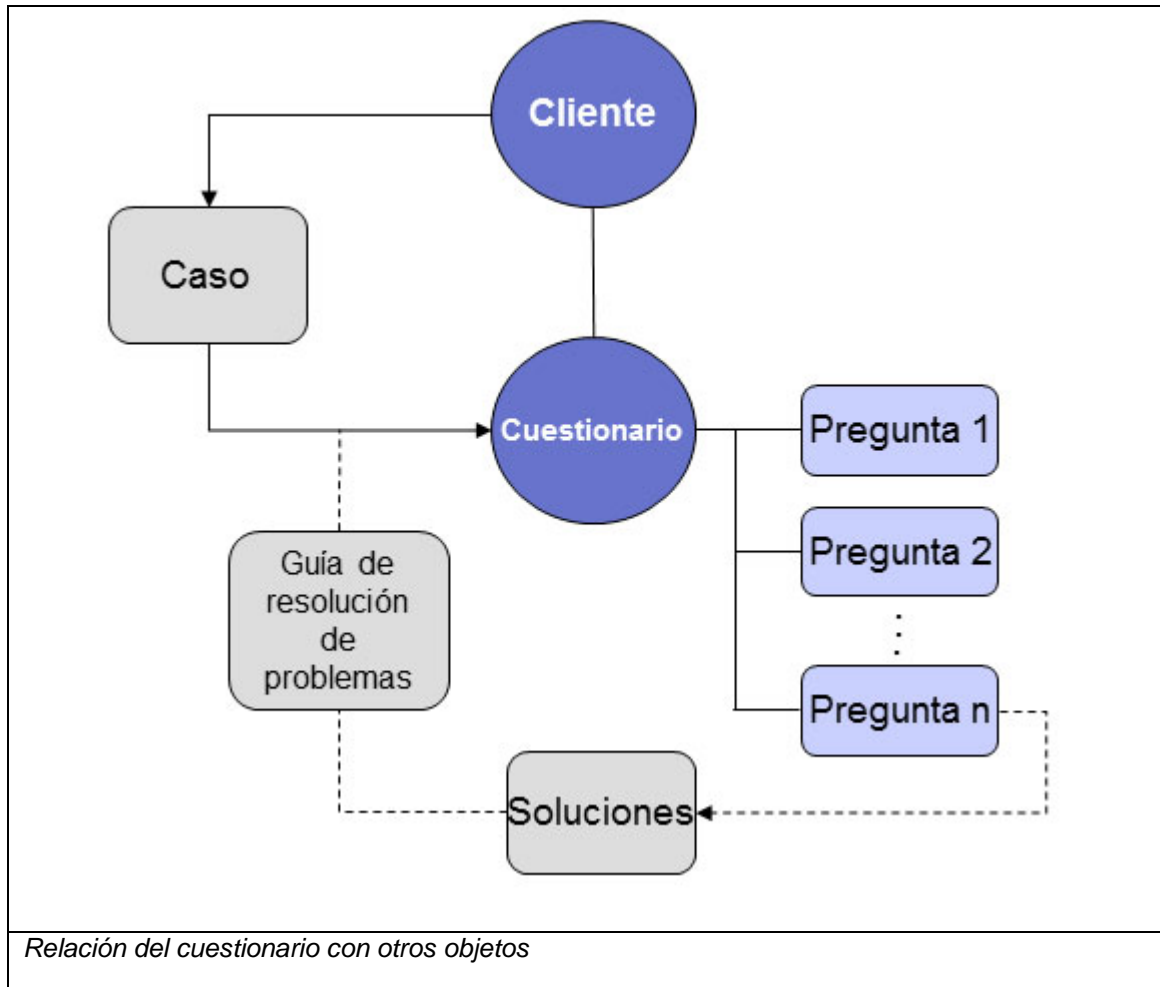 Cliente
Caso
Cuestionario
Pregunta 1
Pregunta 2
Guía de
resolución
de
problemas
Pregunta n
Soluciones
Relación del cuestionario con otros objetos